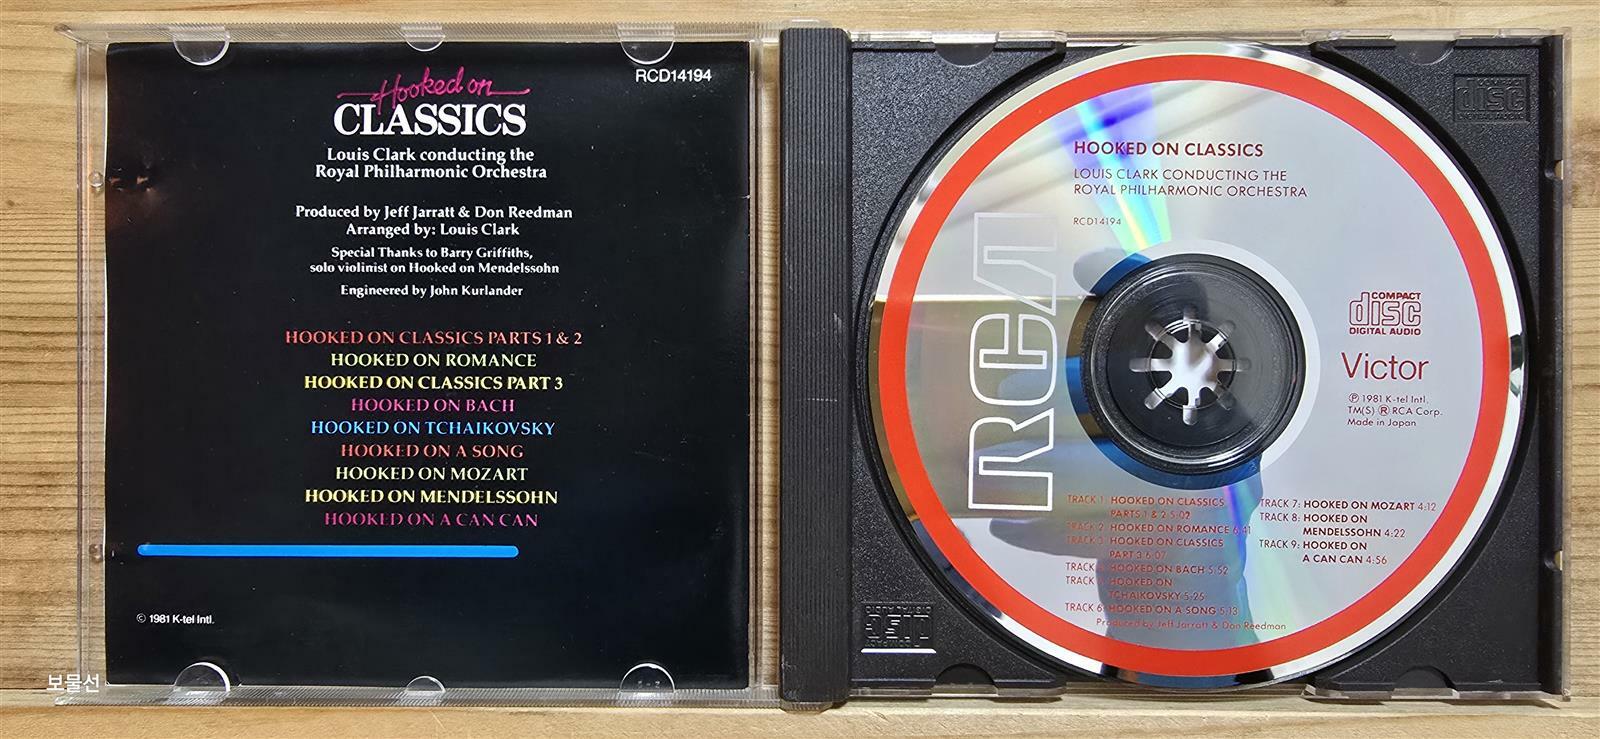 Hooked on
CLASSICS
RCD14194
Louis Clark conducting the
Royal Philharmonic Orchestra
Produced by Jeff Jarratt & Don Reedman
Arranged by: Louis Clark
Special Thanks to Barry Griffiths,
solo violinist on Hooked on Mendelssohn
Engineered by John Kurlander
HOOKED ON CLASSICS PARTS 1 & 2
HOOKED ON ROMANCE
HOOKED ON CLASSICS PART 3
HOOKED ON BACH
HOOKED ON TCHAIKOVSKY
HOOKED ON A SONG
HOOKED ON MOZART
HOOKED ON MENDELSSOHN
HOOKED ON A CAN CAN
© 1981 K-tel Intl.
보물선
HOOKED ON CLASSICS
LOUIS CLARK CONDUCTING THE
ROYAL PHILHARMONIC ORCHESTRA
RCD14194
RCA
COMPACT
disc
DIGITAL AUDIO
Victor
℗ 1981 K-tel Intl.
TM(S) ® RCA Corp.
Made in Japan
TRACK 1: HOOKED ON CLASSICS
PARTS 1 & 2 5:02
TRACK 2: HOOKED ON ROMANCE 6:41
TRACK 3: HOOKED ON CLASSICS
PART 3 6:07
TRACK 4: HOOKED ON BACH 5:52
TRACK 5: HOOKED ON
TCHAIKOVSKY 5:25
TRACK 6: HOOKED ON A SONG 5:13
TRACK 7: HOOKED ON MOZART 4:12
TRACK 8: HOOKED ON
MENDELSSOHN 4:22
TRACK 9: HOOKED ON
A CAN CAN 4:56
Produced by Jeff Jarratt & Don Reedman
disc
COMPACT
disc
DIGITAL AUDIO